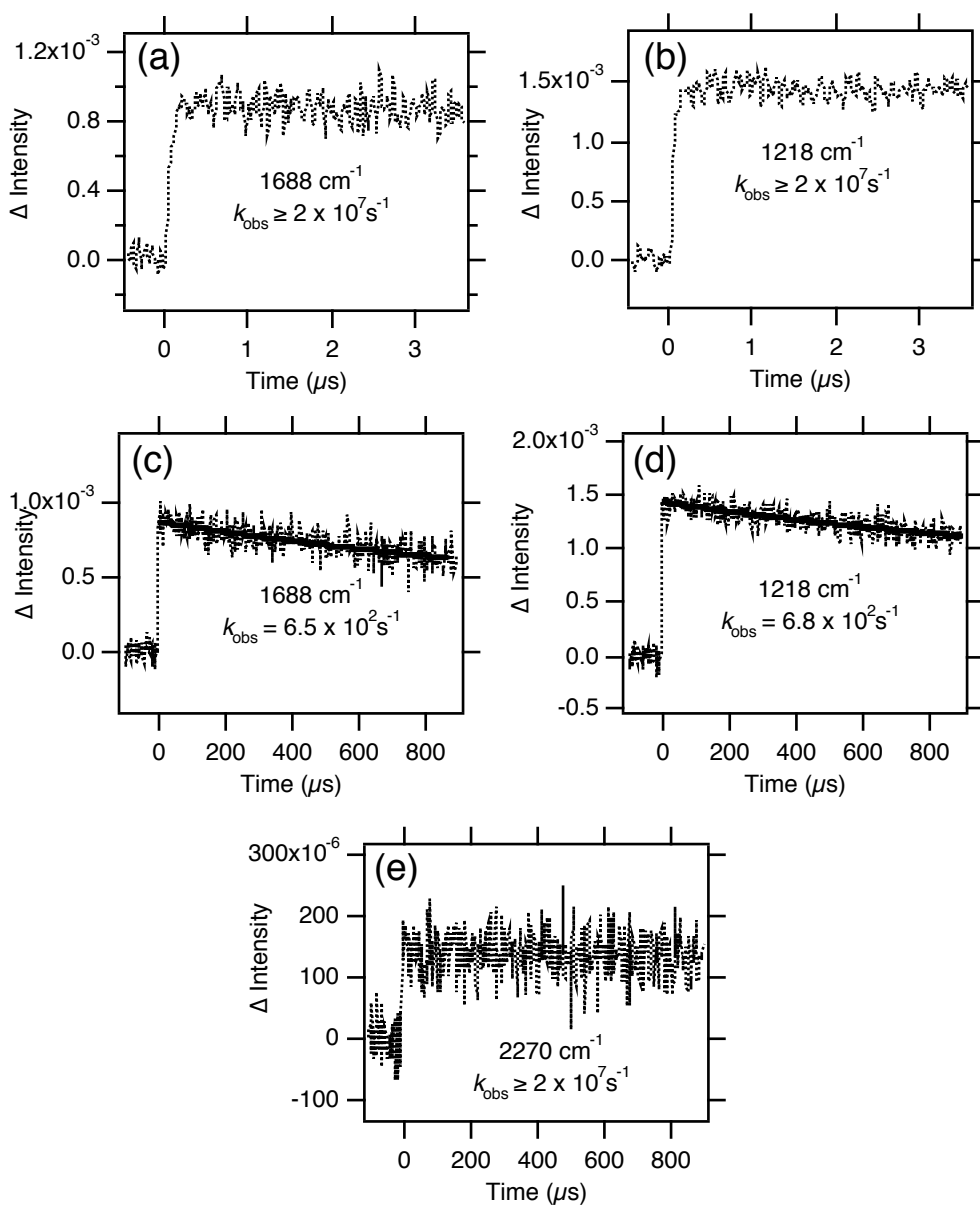 (a)
1.2x10⁻³
0.8
0.4
0.0
Δ Intensity
1688 cm⁻¹
k_obs ≥ 2 x 10⁷s⁻¹
0 1 2 3
Time (µs)
(b)
1.5x10⁻³
1.0
0.5
0.0
Δ Intensity
1218 cm⁻¹
k_obs ≥ 2 x 10⁷s⁻¹
0 1 2 3
Time (µs)
(c)
1.0x10⁻³
0.5
0.0
Δ Intensity
1688 cm⁻¹
k_obs = 6.5 x 10²s⁻¹
0 200 400 600 800
Time (µs)
(d)
2.0x10⁻³
1.5
1.0
0.5
0.0
-0.5
Δ Intensity
1218 cm⁻¹
k_obs = 6.8 x 10²s⁻¹
0 200 400 600 800
Time (µs)
(e)
300x10⁻⁶
200
100
0
-100
Δ Intensity
2270 cm⁻¹
k_obs ≥ 2 x 10⁷s⁻¹
0 200 400 600 800
Time (µs)